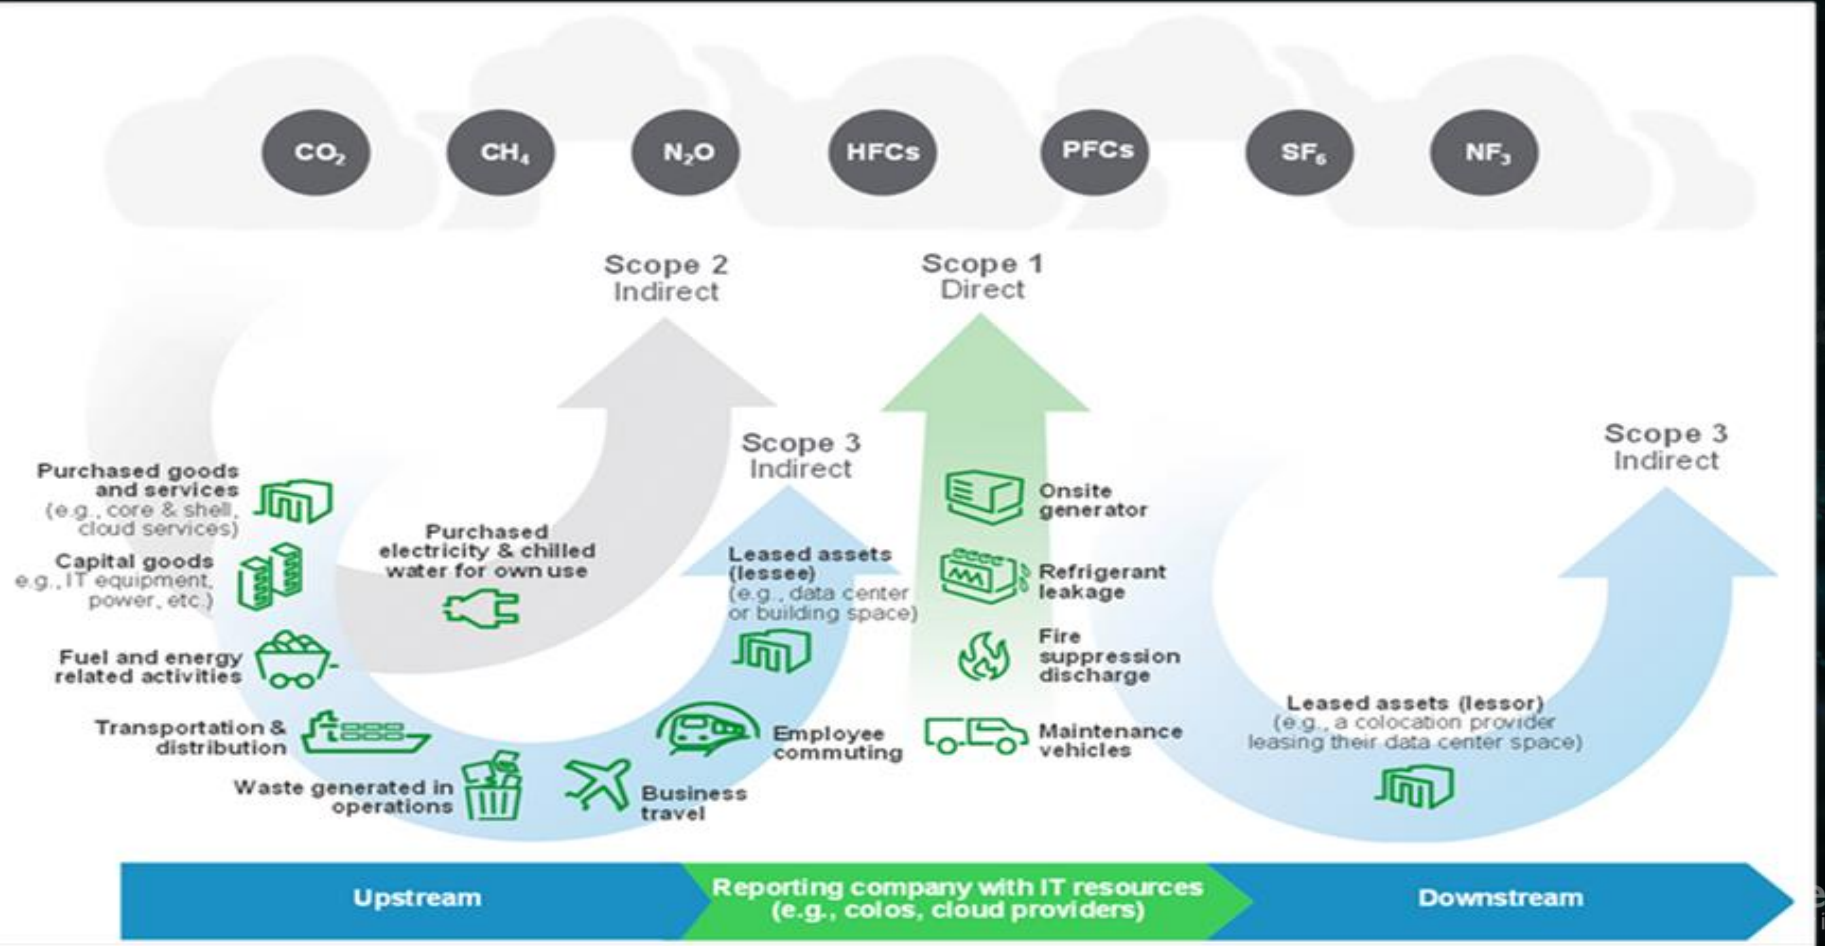 CO₂
CH₄
N₂O
HFCs
PFCs
SF₆
NF₃
Scope 2
Indirect
Scope 1
Direct
Scope 3
Indirect
Scope 3
Indirect
Purchased goods
and services
(e.g., core & shell,
cloud services)
Capital goods
e.g., IT equipment,
power, etc.)
Fuel and energy
related activities
Transportation &
distribution
Waste generated in
operations
Business
travel
Employee
commuting
Purchased
electricity & chilled
water for own use
Leased assets
(lessee)
(e.g., data center
or building space)
Onsite
generator
Refrigerant
leakage
Fire
suppression
discharge
Maintenance
vehicles
Leased assets (lessor)
(e.g., a colocation provider
leasing their data center space)
Upstream
Reporting company with IT resources
(e.g., colos, cloud providers)
Downstream